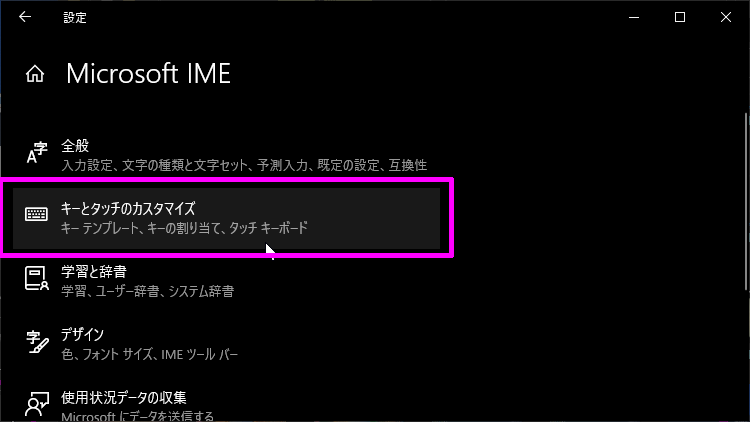 設定
Microsoft IME
全般
入力設定、文字の種類と文字セット、予測入力、既定の設定、互換性
キーとタッチのカスタマイズ
キー テンプレート、キーの割り当て、タッチ キーボード
学習と辞書
学習、ユーザー辞書、システム辞書
デザイン
色、フォント サイズ、IME ツール バー
使用状況データの収集
Microsoft にデータを送信する